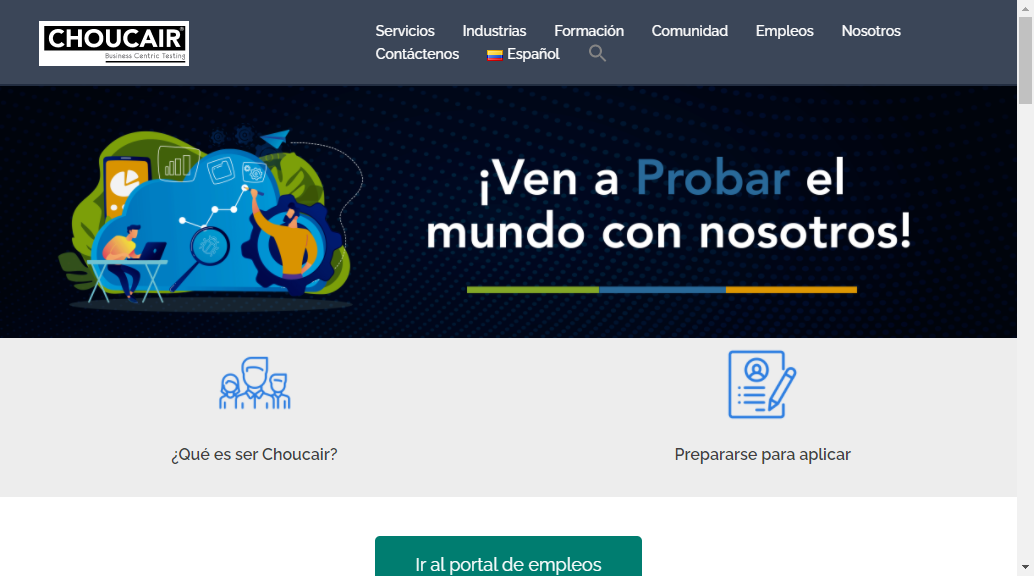 CHOUCAIR®
Business Centric Testing
Servicios Industrias Formación Comunidad Empleos Nosotros
Contáctenos Español
¡Ven a Probar el
mundo con nosotros!
¿Qué es ser Choucair?
Prepararse para aplicar
Ir al portal de empleos